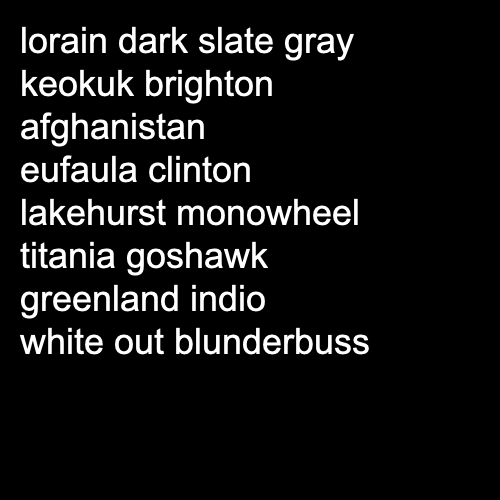 lorain dark slate gray
keokuk brighton
afghanistan
eufaula clinton
lakehurst monowheel
titania goshawk
greenland indio
white out blunderbuss